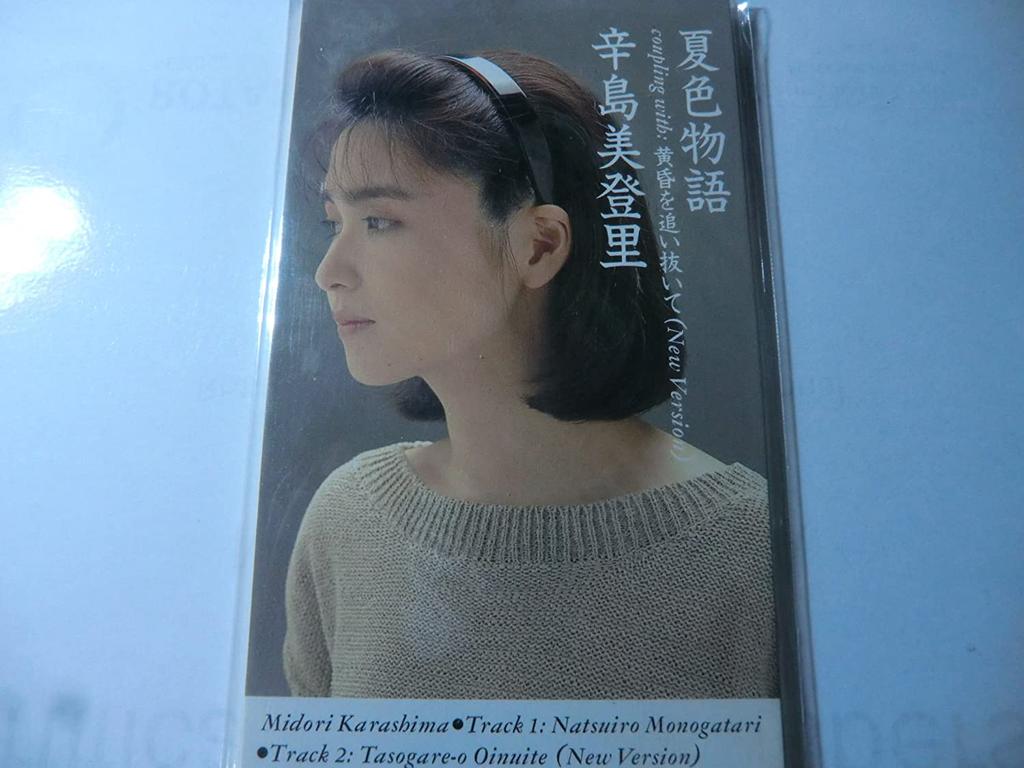 夏色物語
coupling with: 黄昏を追い抜いて (New Version)
辛島美登里
Midori Karashima●Track 1: Natsuiro Monogatari
●Track 2: Tasogare-o Oinuite (New Version)